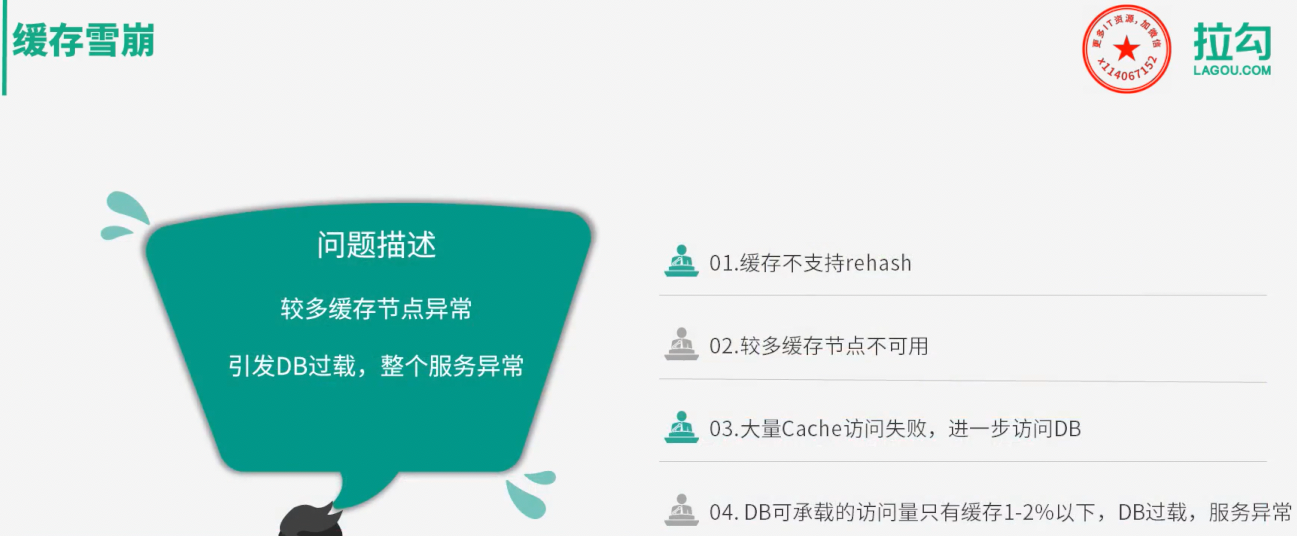 缓存雪崩
更多IT资源，加微信
x114067152
拉勾
LAGOU.COM
问题描述
较多缓存节点异常
引发DB过载，整个服务异常
01.缓存不支持rehash
02.较多缓存节点不可用
03.大量Cache访问失败，进一步访问DB
04. DB可承载的访问量只有缓存1-2%以下，DB过载，服务异常